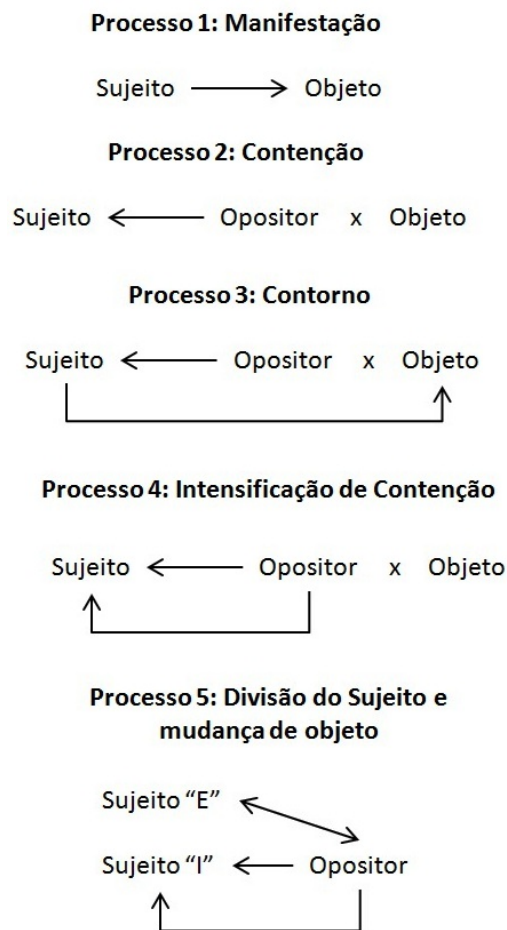 Processo 1: Manifestação
Sujeito Objeto
Processo 2: Contenção
Sujeito Opositor x Objeto
Processo 3: Contorno
Sujeito Opositor x Objeto
Processo 4: Intensificação de Contenção
Sujeito Opositor x Objeto
Processo 5: Divisão do Sujeito e
mudança de objeto
Sujeito “E”
Sujeito “I” Opositor